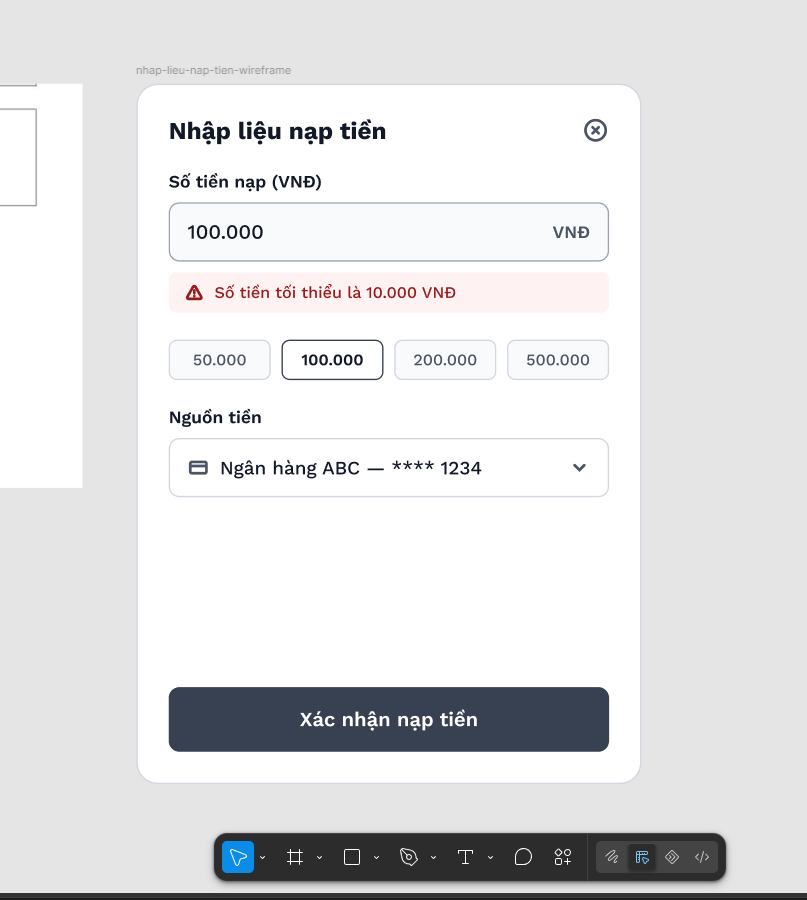 nhap-lieu-nap-tien-wireframe
Nhập liệu nạp tiền
Số tiền nạp (VNĐ)
100.000 VNĐ
Số tiền tối thiểu là 10.000 VNĐ
50.000 100.000 200.000 500.000
Nguồn tiền
Ngân hàng ABC — **** 1234
Xác nhận nạp tiền